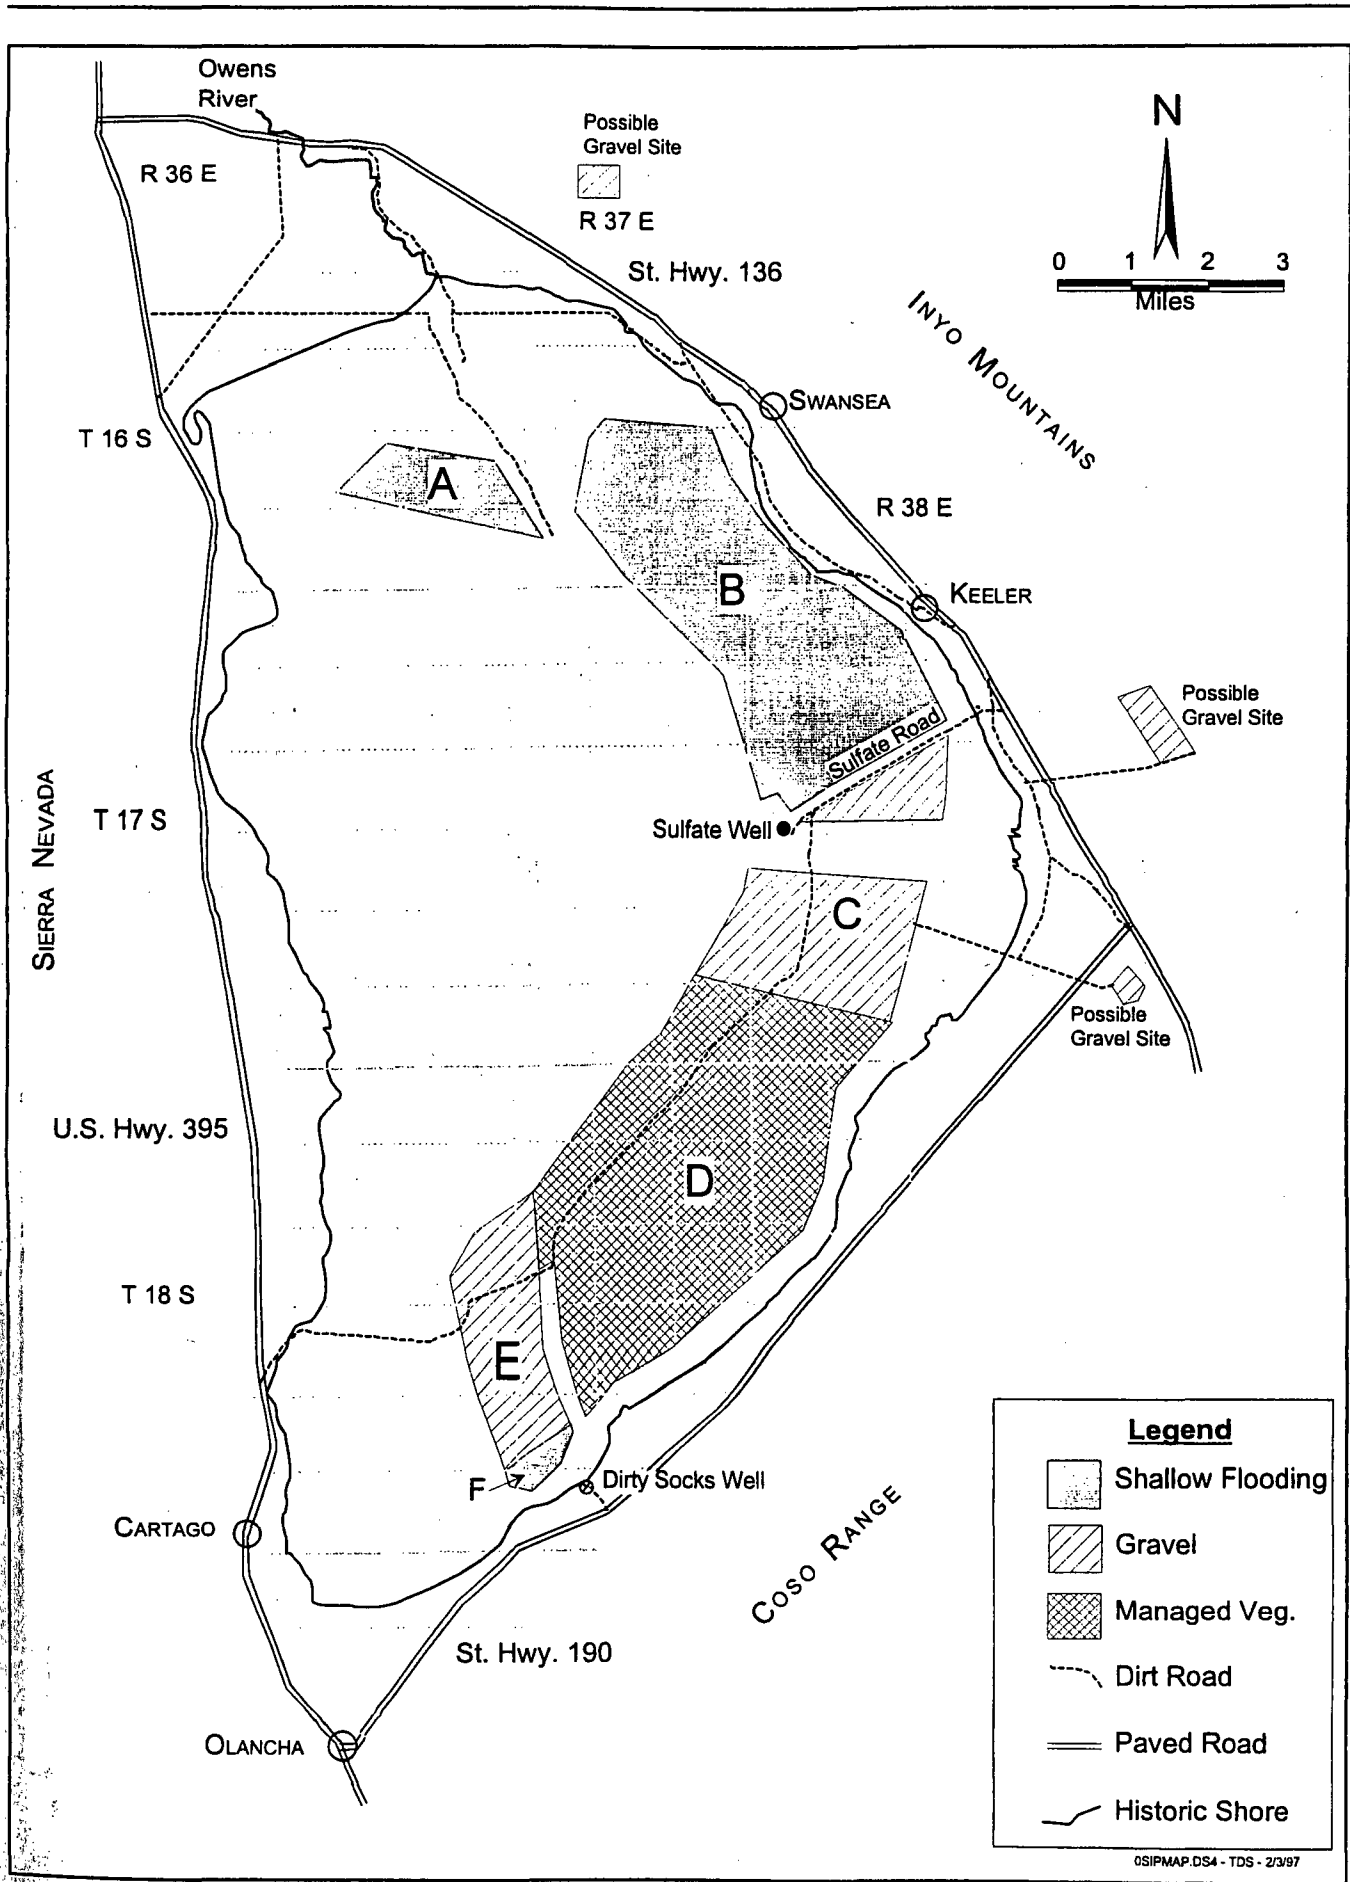 Owens
River
Possible
Gravel Site
N
R 36 E
R 37 E
St. Hwy. 136
0 1 2 3
Miles
INYO MOUNTAINS
SWANSEA
T 16 S
A
R 38 E
B
KEELER
Possible
Gravel Site
Sulfate Road
SIERRA NEVADA
T 17 S
Sulfate Well
C
Possible
Gravel Site
U.S. Hwy. 395
D
T 18 S
E
F
Dirty Socks Well
CARTAGO
COSO RANGE
St. Hwy. 190
OLANCHA
Legend
Shallow Flooding
Gravel
Managed Veg.
Dirt Road
Paved Road
Historic Shore
0SIPMAP.DS4 - TDS - 2/3/97